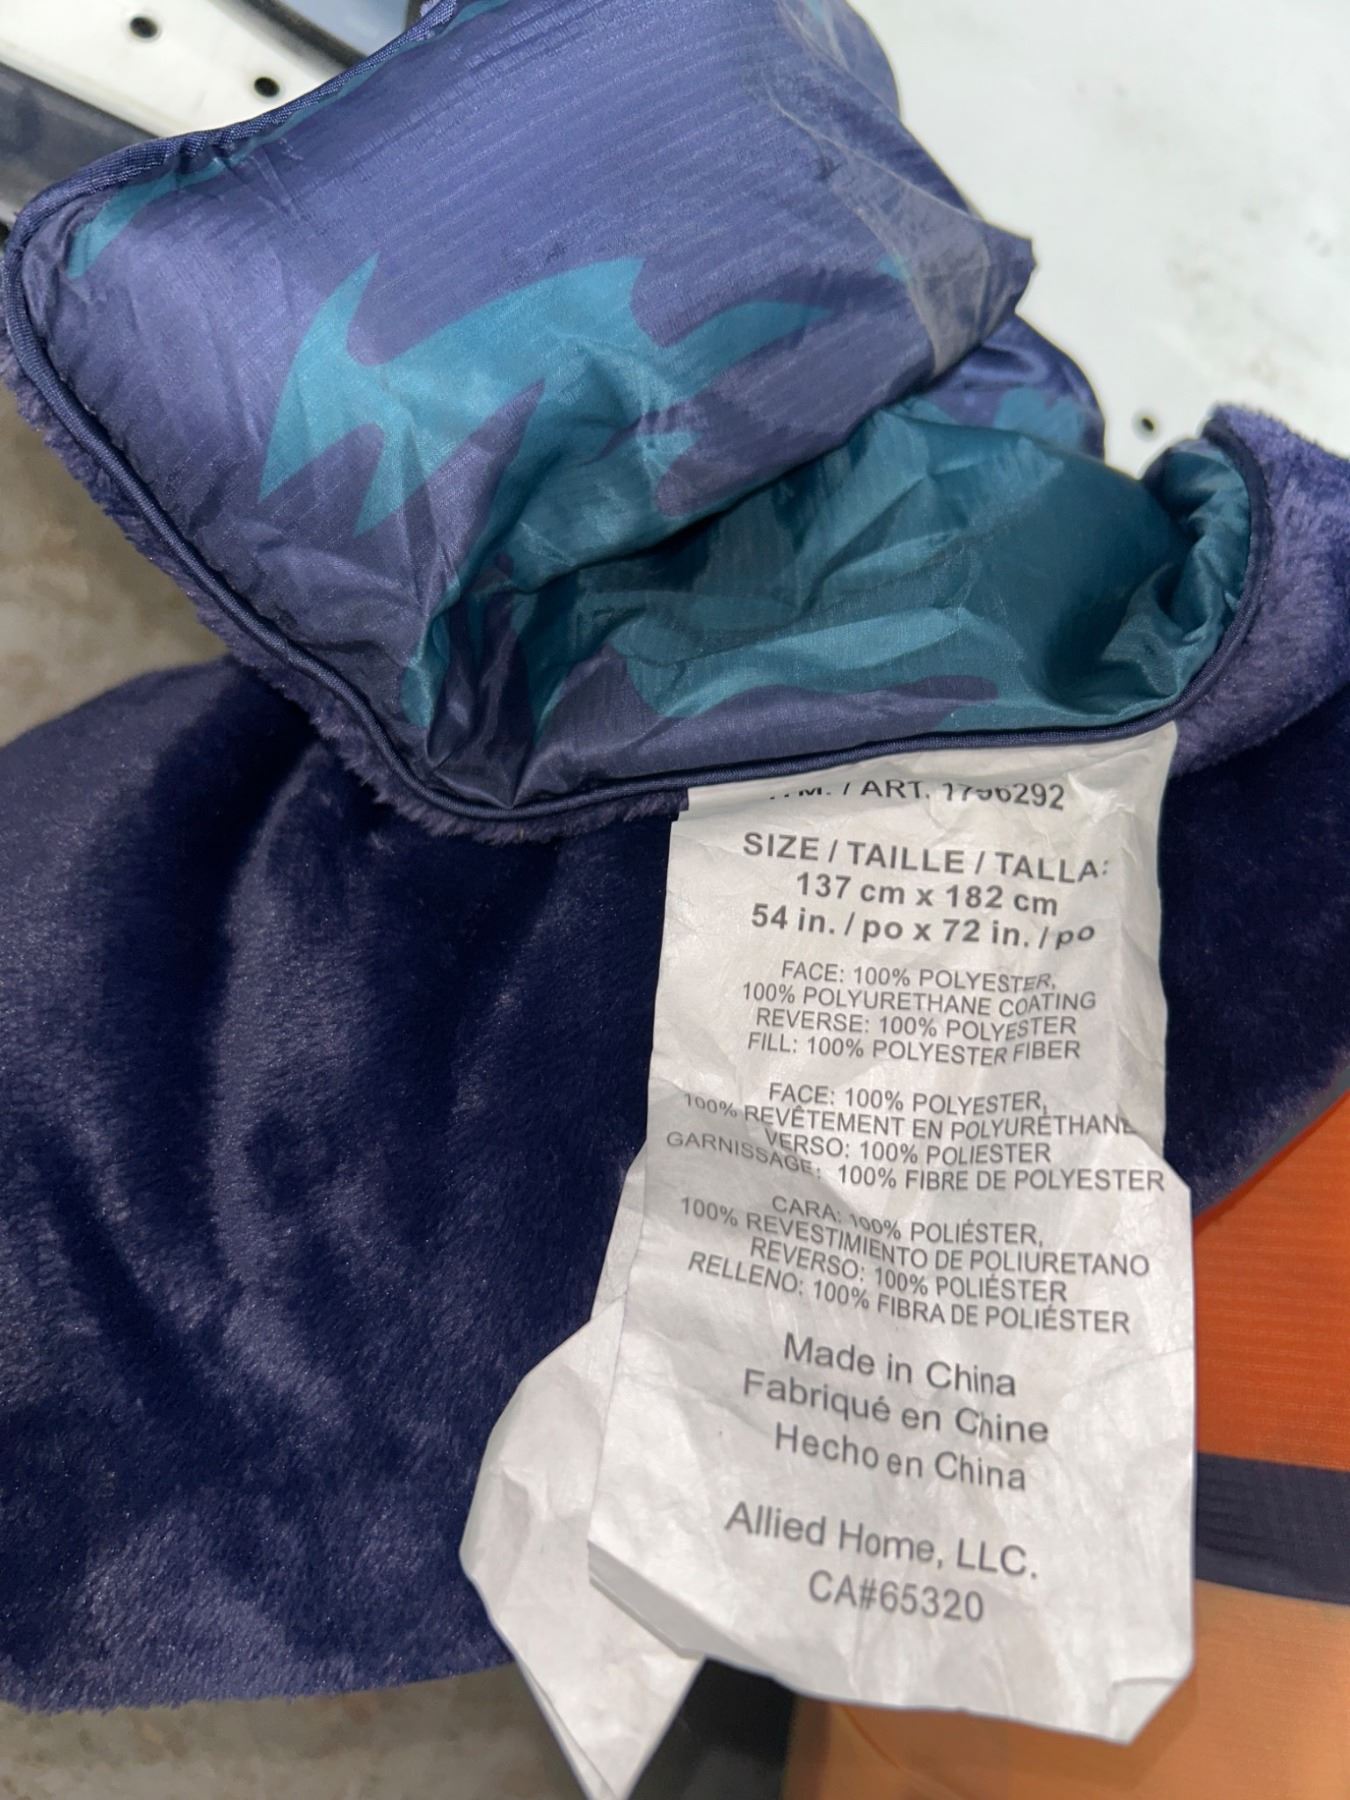 / ART. 1796292
SIZE / TAILLE / TALLA:
137 cm x 182 cm
54 in. / po x 72 in. / po
FACE: 100% POLYESTER,
100% POLYURETHANE COATING
REVERSE: 100% POLYESTER
FILL: 100% POLYESTER FIBER
FACE: 100% POLYESTER,
100% REVÊTEMENT EN POLYURÉTHANE
VERSO: 100% POLIESTER
GARNISSAGE: 100% FIBRE DE POLYESTER
CARA: 100% POLIÉSTER,
100% REVESTIMIENTO DE POLIURETANO
REVERSO: 100% POLIÉSTER
RELLENO: 100% FIBRA DE POLIÉSTER
Made in China
Fabriqué en Chine
Hecho en China
Allied Home, LLC.
CA#65320